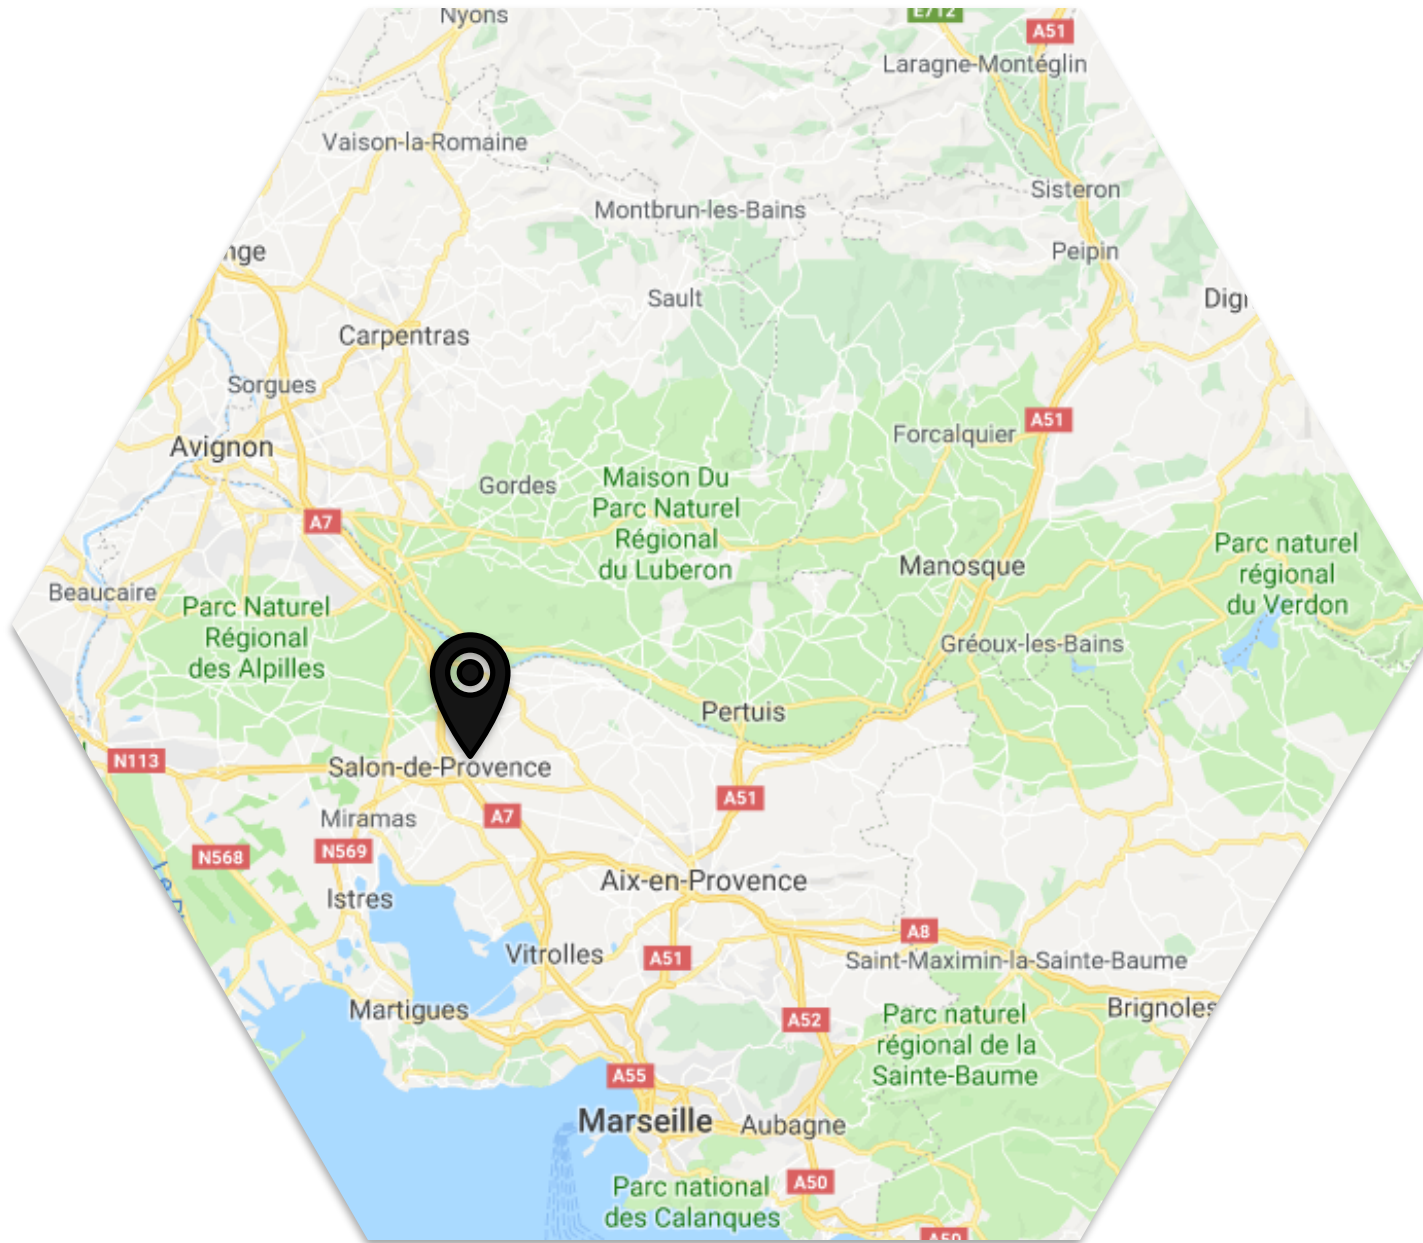 Nyons
E712
A51
Laragne-Montéglin
Vaison-la-Romaine
Sisteron
Montbrun-les-Bains
nge
Peipin
Sault
Digi
Carpentras
Sorgues
A51
Forcalquier
Avignon
Gordes
Maison Du
Parc Naturel
Régional
du Luberon
A7
Parc naturel
régional
du Verdon
Manosque
Beaucaire
Parc Naturel
Régional
des Alpilles
Gréoux-les-Bains
Pertuis
N113
Salon-de-Provence
A51
Miramas
A7
N568
N569
Aix-en-Provence
Istres
A8
Vitrolles
A51
Saint-Maximin-la-Sainte-Baume
Martigues
Brignoles
A52
Parc naturel
régional de la
Sainte-Baume
A55
Marseille
Aubagne
A50
Parc national
des Calanques
A50